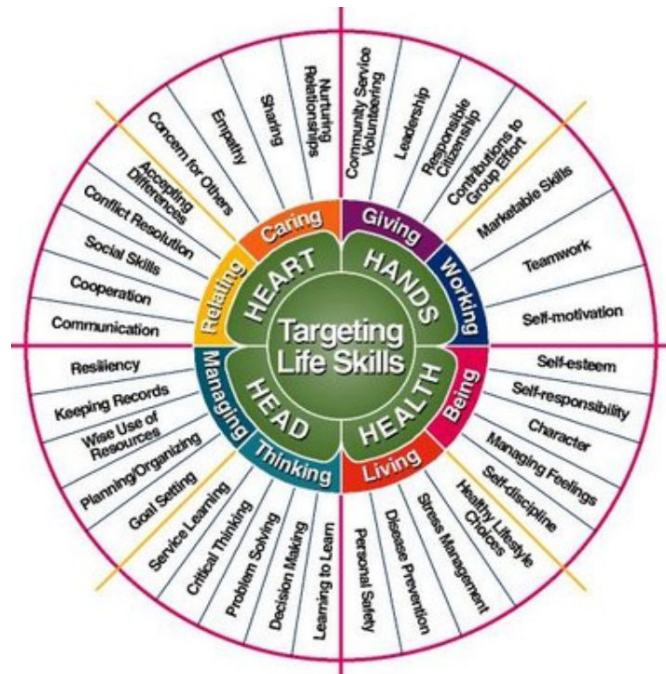 Targeting
Life Skills
HEART
HANDS
HEALTH
HEAD
Caring
Giving
Working
Being
Living
Thinking
Managing
Relating
Nurturing
Relationships
Sharing
Empathy
Concern for Others
Accepting
Differences
Conflict Resolution
Social Skills
Cooperation
Communication
Community Service
Volunteering
Leadership
Responsible
Citizenship
Contributions to
Group Effort
Marketable Skills
Teamwork
Self-motivation
Self-esteem
Self-responsibility
Character
Managing Feelings
Self-discipline
Healthy Lifestyle
Choices
Stress Management
Disease Prevention
Personal Safety
Learning to Learn
Decision Making
Problem Solving
Critical Thinking
Service Learning
Goal Setting
Planning/Organizing
Wise Use of
Resources
Keeping Records
Resiliency